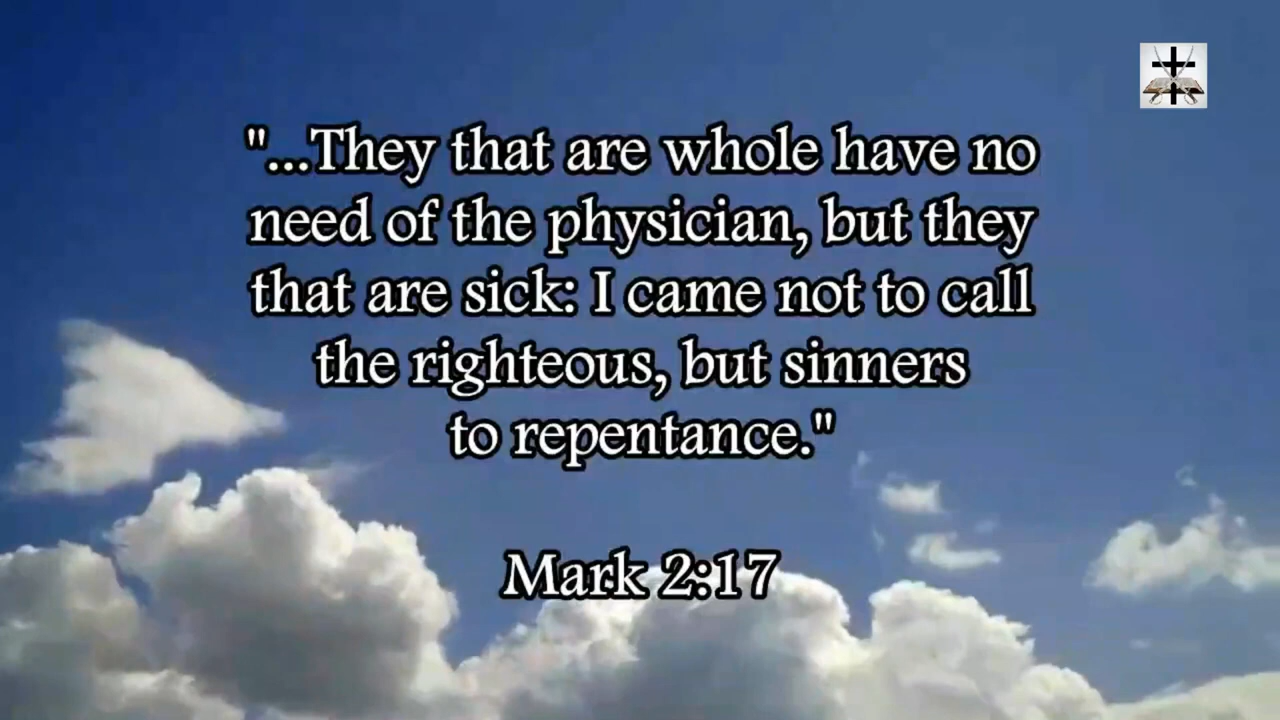 "...They that are whole have no
need of the physician, but they
that are sick: I came not to call
the righteous, but sinners
to repentance."
Mark 2:17